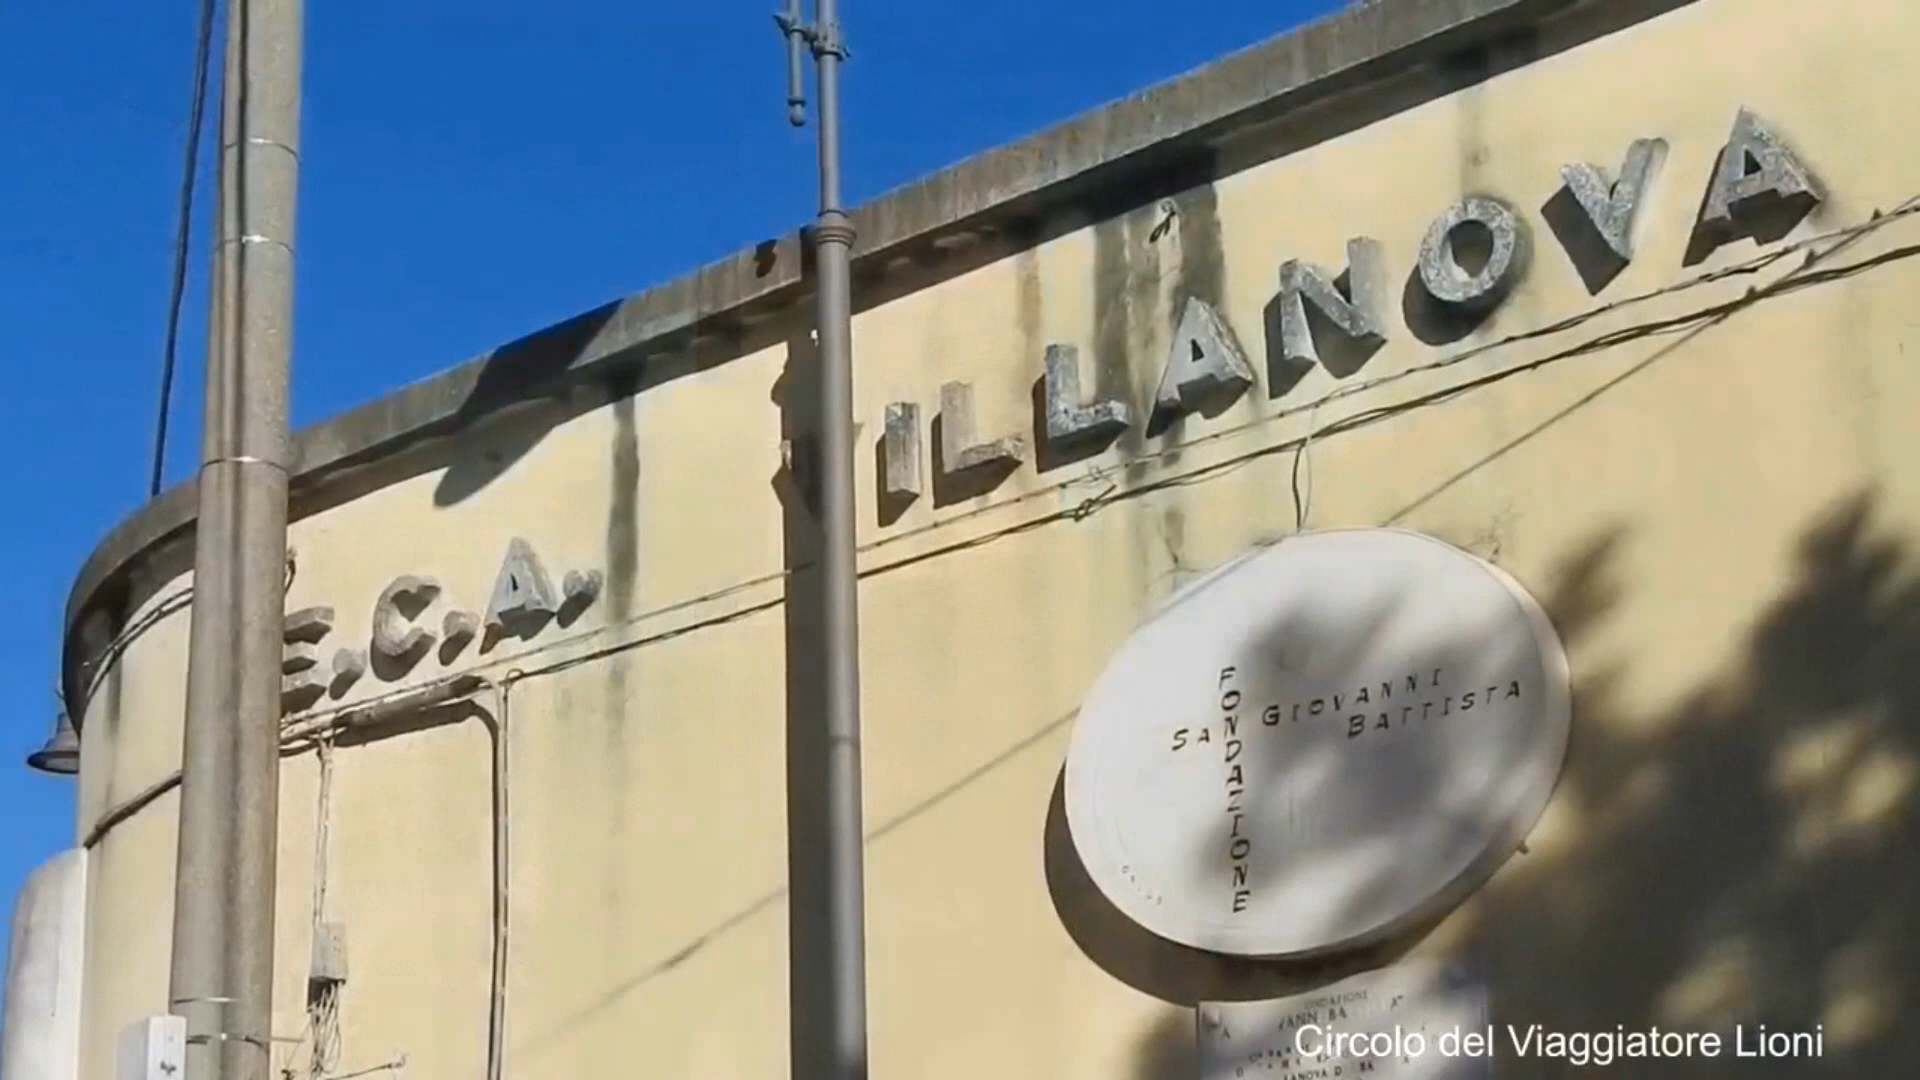 E.C.A. VILLANOVA
FONDAZIONE
SAN GIOVANNI
BATTISTA
Circolo del Viaggiatore Lioni